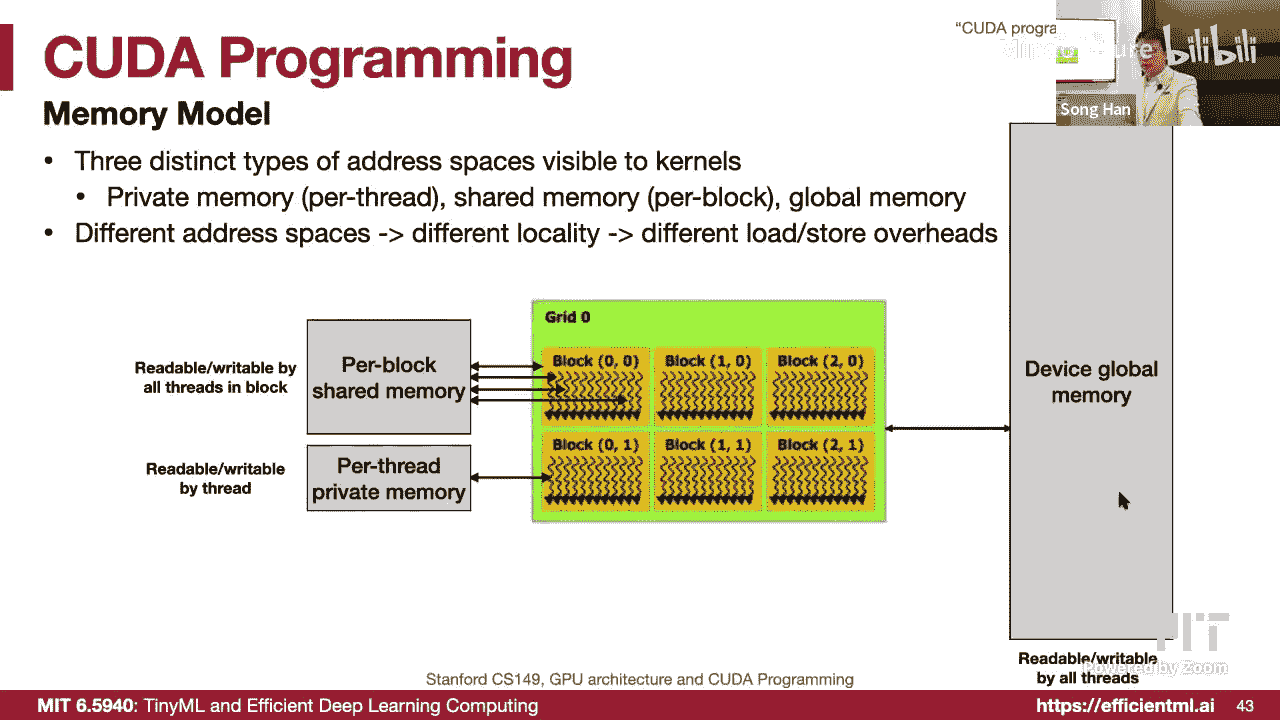 CUDA Programming
"CUDA progra
bilibili
Song Han
Memory Model
• Three distinct types of address spaces visible to kernels
• Private memory (per-thread), shared memory (per-block), global memory
• Different address spaces -> different locality -> different load/store overheads
Grid 0
Block (0, 0) Block (1, 0) Block (2, 0)
Block (0, 1) Block (1, 1) Block (2, 1)
Readable/writable by
all threads in block
Per-block
shared memory
Readable/writable
by thread
Per-thread
private memory
Device global
memory
Readable/writable
by all threads
MIT
Powered by Zoom
Stanford CS149, GPU architecture and CUDA Programming
MIT 6.5940: TinyML and Efficient Deep Learning Computing
https://efficientml.ai
43